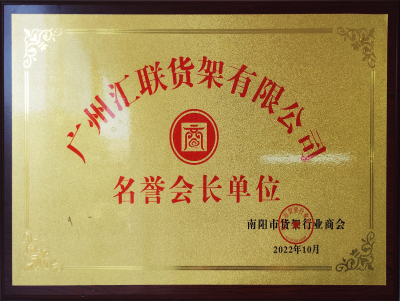 广州汇联货架有限公司
商
名誉会长单位
南阳市货架行业商会
2022年10月